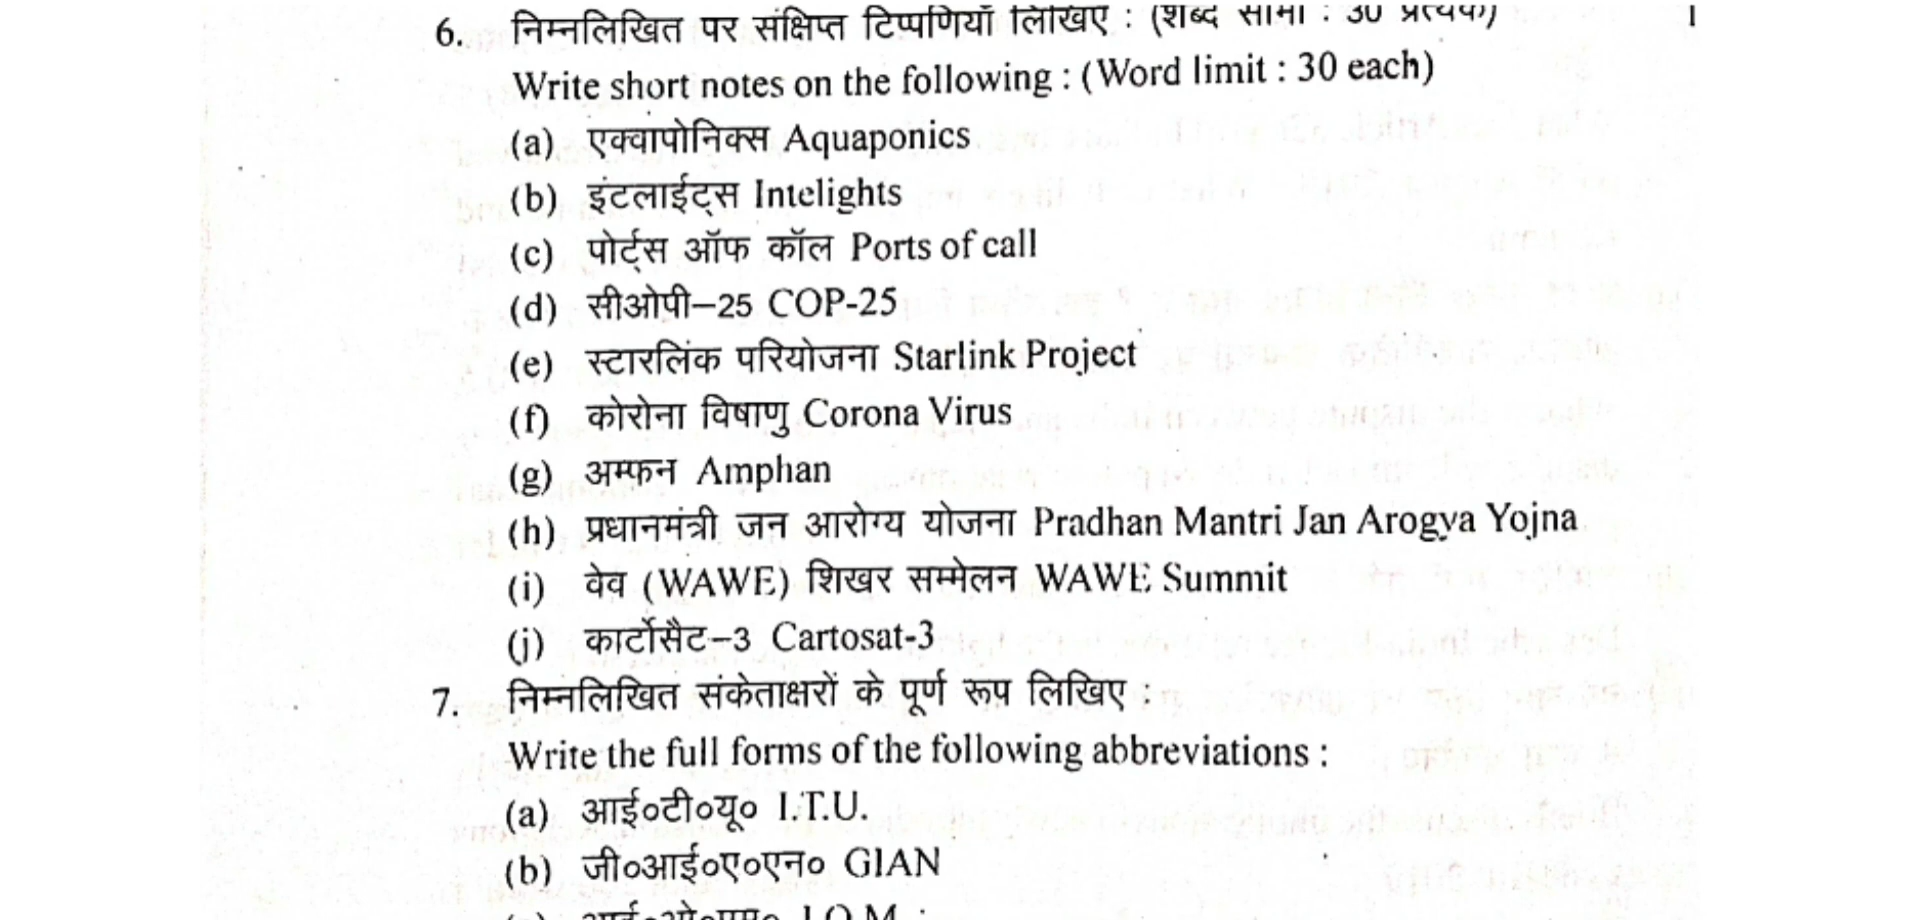 6. निम्नलिखित पर संक्षिप्त टिप्पणियाँ लिखिए : (शब्द सीमा : 30 प्रत्येक)
Write short notes on the following : (Word limit : 30 each)
(a) एक्वापोनिक्स Aquaponics
(b) इंटलाईट्स Intelights
(c) पोर्ट्स ऑफ कॉल Ports of call
(d) सीओपी–25 COP-25
(e) स्टारलिंक परियोजना Starlink Project
(f) कोरोना विषाणु Corona Virus
(g) अम्फ़न Amphan
(h) प्रधानमंत्री जन आरोग्य योजना Pradhan Mantri Jan Arogya Yojna
(i) वेव (WAWE) शिखर सम्मेलन WAWE Summit
(j) कार्टोसैट–3 Cartosat-3
7. निम्नलिखित संकेताक्षरों के पूर्ण रूप लिखिए :
Write the full forms of the following abbreviations :
(a) आई०टी०यू० I.T.U.
(b) जी०आई०ए०एन० GIAN